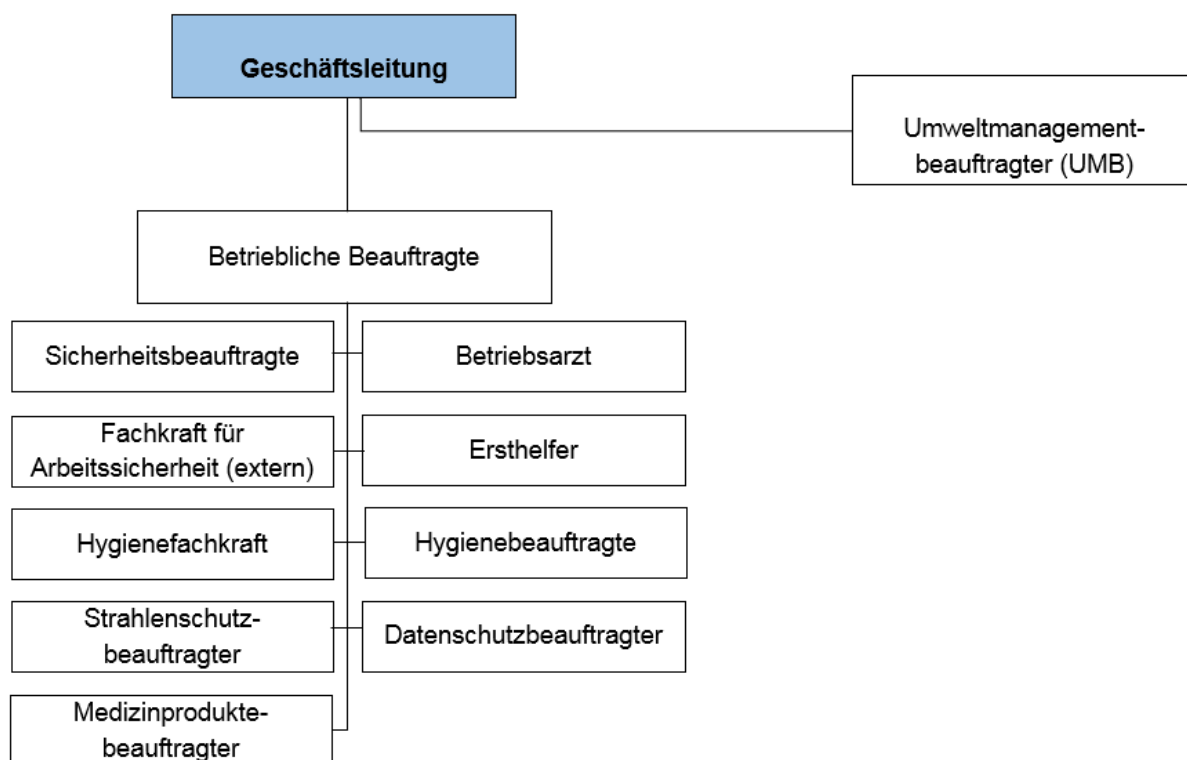 Geschäftsleitung
Umweltmanagement-
beauftragter (UMB)
Betriebliche Beauftragte
Sicherheitsbeauftragte
Betriebsarzt
Fachkraft für
Arbeitssicherheit (extern)
Ersthelfer
Hygienefachkraft
Hygienebeauftragte
Strahlenschutz-
beauftragter
Datenschutzbeauftragter
Medizinprodukte-
beauftragter